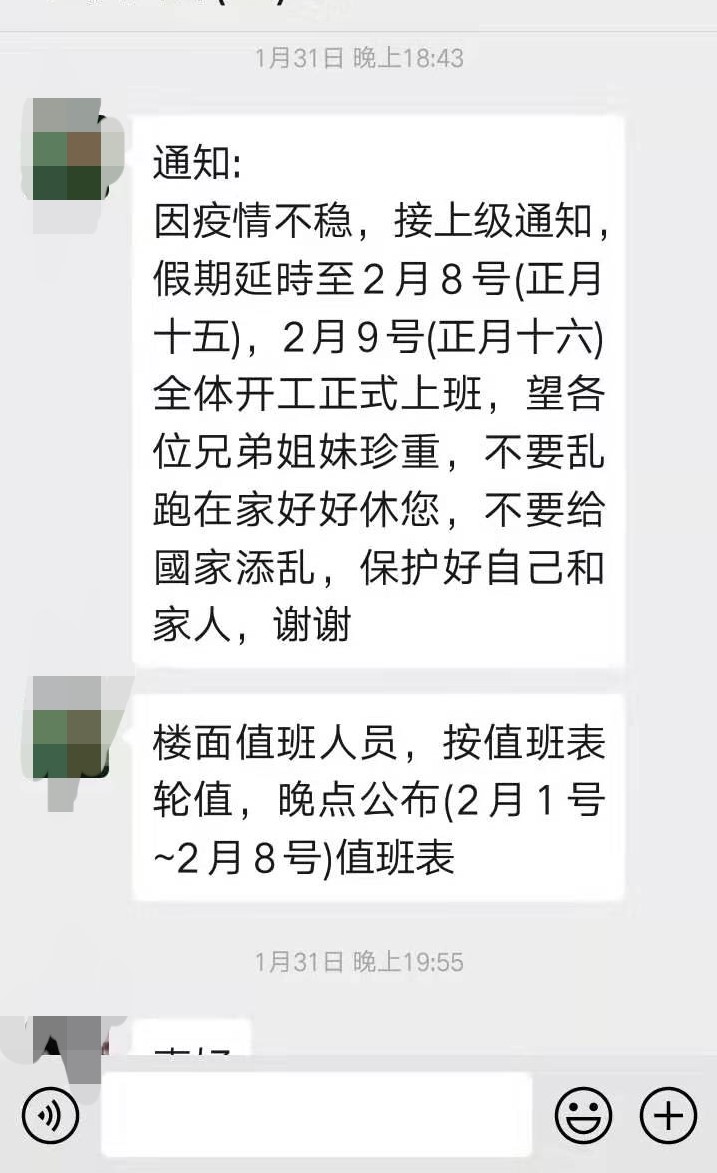 1月31日 晚上18:43
通知:
因疫情不稳，接上级通知，
假期延時至2月8号(正月
十五)，2月9号(正月十六)
全体开工正式上班，望各
位兄弟姐妹珍重，不要乱
跑在家好好休您，不要给
國家添乱，保护好自己和
家人，谢谢
楼面值班人员，按值班表
轮值，晚点公布(2月1号
~2月8号)值班表
1月31日 晚上19:55